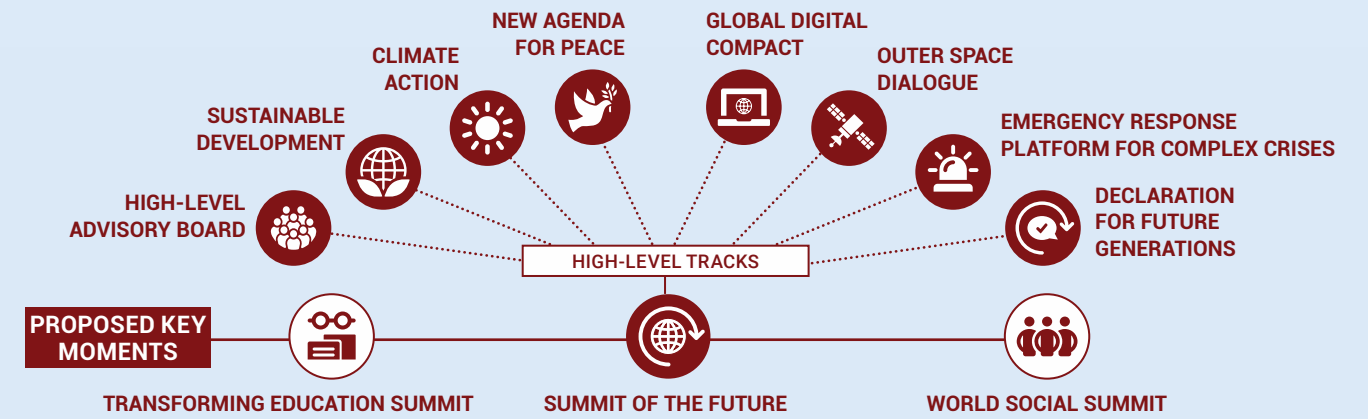 NEW AGENDA
FOR PEACE
GLOBAL DIGITAL
COMPACT
CLIMATE
ACTION
OUTER SPACE
DIALOGUE
SUSTAINABLE
DEVELOPMENT
EMERGENCY RESPONSE
PLATFORM FOR COMPLEX CRISES
HIGH-LEVEL
ADVISORY BOARD
DECLARATION
FOR FUTURE
GENERATIONS
HIGH-LEVEL TRACKS
PROPOSED KEY
MOMENTS
TRANSFORMING EDUCATION SUMMIT
SUMMIT OF THE FUTURE
WORLD SOCIAL SUMMIT